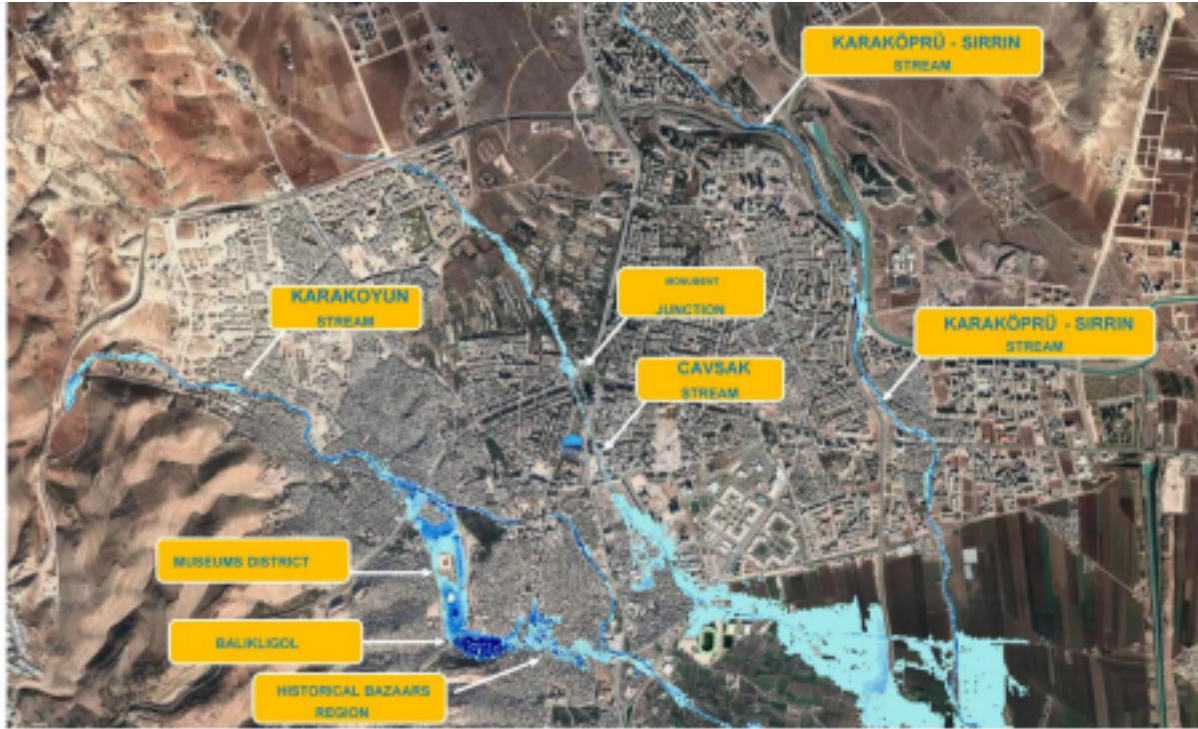 KARAKÖPRÜ - SIRRIN
STREAM
MONUMENT
JUNCTION
KARAKOYUN
STREAM
KARAKÖPRÜ - SIRRIN
STREAM
CAVSAK
STREAM
MUSEUMS DISTRICT
BALIKLIGOL
HISTORICAL BAZAARS
REGION